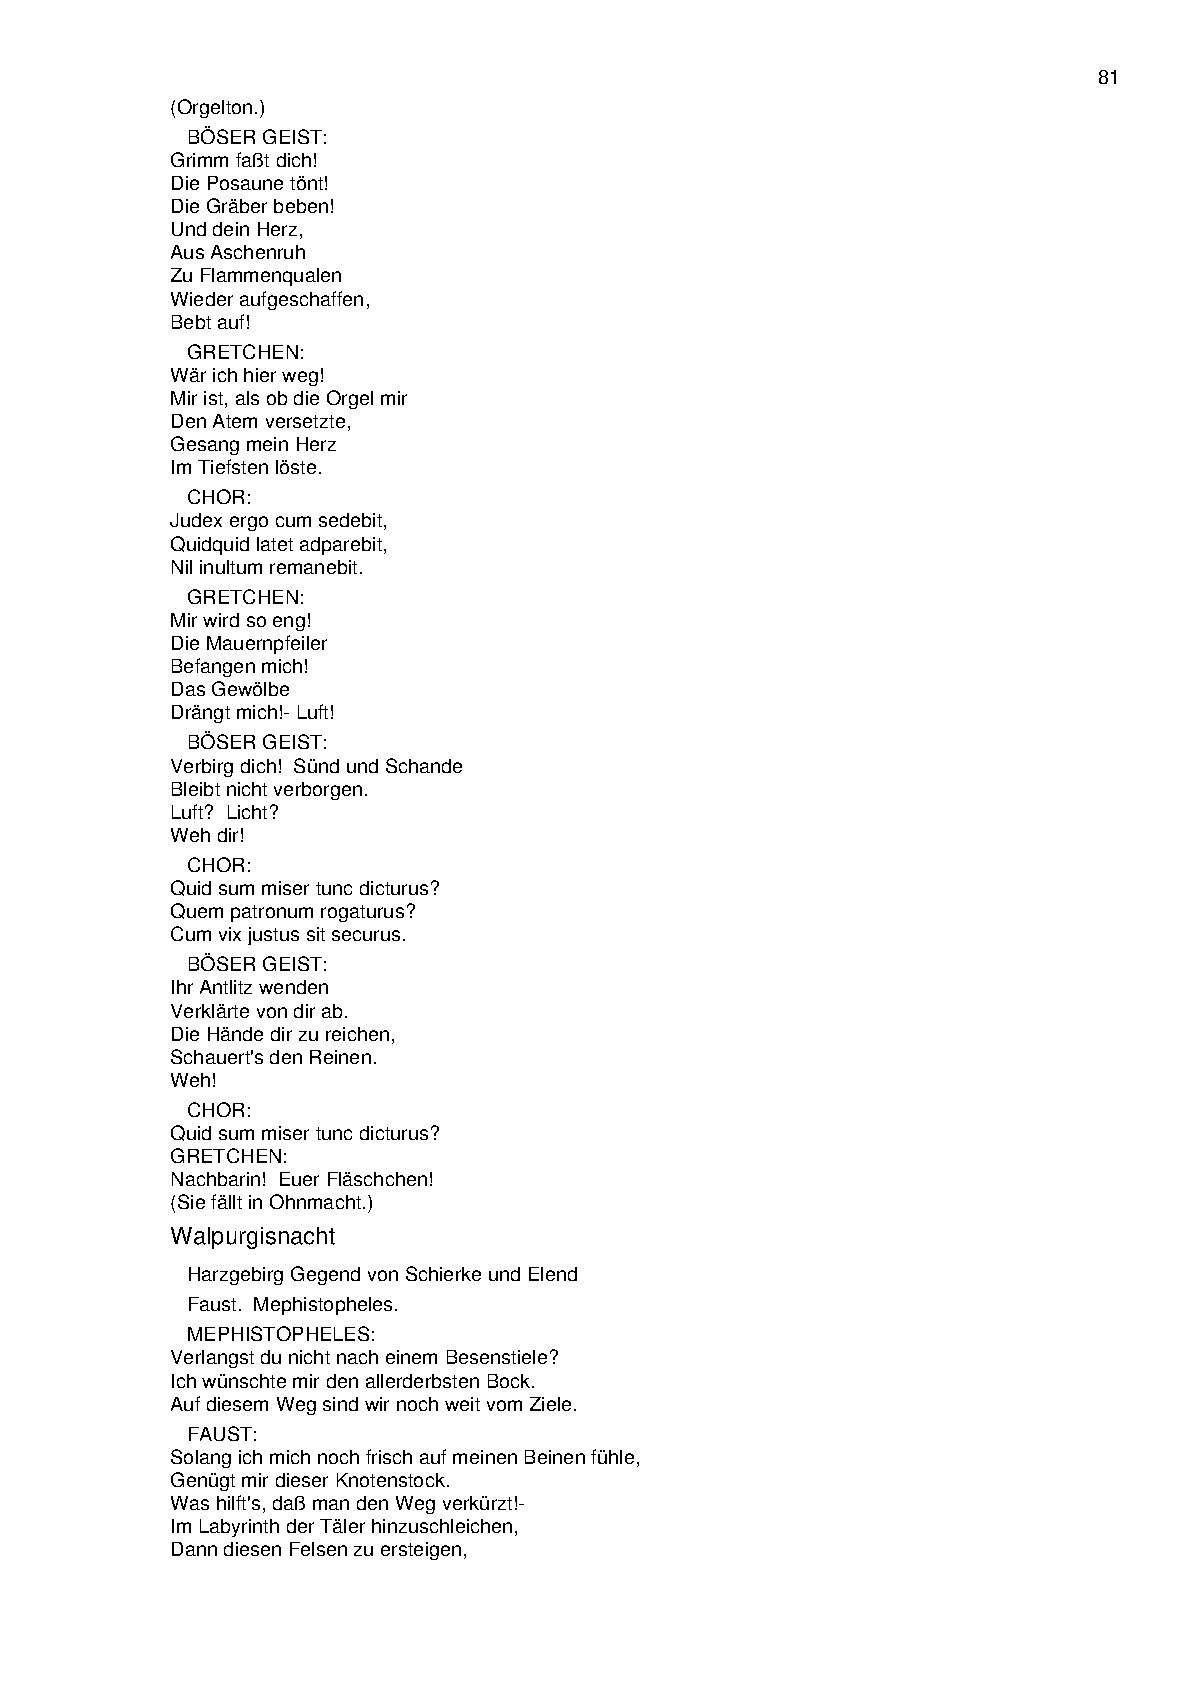 81
(Orgelton.)
BÖSER GEIST:
Grimm faßt dich!
Die Posaune tönt!
Die Gräber beben!
Und dein Herz,
Aus Aschenruh
Zu Flammenqualen
Wieder aufgeschaffen,
Bebt auf!
GRETCHEN:
Wär ich hier weg!
Mir ist, als ob die Orgel mir
Den Atem versetzte,
Gesang mein Herz
Im Tiefsten löste.
CHOR:
Judex ergo cum sedebit,
Quidquid latet adparebit,
Nil inultum remanebit.
GRETCHEN:
Mir wird so eng!
Die Mauernpfeiler
Befangen mich!
Das Gewölbe
Drängt mich!- Luft!
BÖSER GEIST:
Verbirg dich!  Sünd und Schande
Bleibt nicht verborgen.
Luft?  Licht?
Weh dir!
CHOR:
Quid sum miser tunc dicturus?
Quem patronum rogaturus?
Cum vix justus sit securus.
BÖSER GEIST:
Ihr Antlitz wenden
Verklärte von dir ab.
Die Hände dir zu reichen,
Schauert's den Reinen.
Weh!
CHOR:
Quid sum miser tunc dicturus?
GRETCHEN:
Nachbarin!  Euer Fläschchen!
(Sie fällt in Ohnmacht.)
Walpurgisnacht
Harzgebirg Gegend von Schierke und Elend
Faust.  Mephistopheles.
MEPHISTOPHELES:
Verlangst du nicht nach einem Besenstiele?
Ich wünschte mir den allerderbsten Bock.
Auf diesem Weg sind wir noch weit vom Ziele.
FAUST:
Solang ich mich noch frisch auf meinen Beinen fühle,
Genügt mir dieser Knotenstock.
Was hilft's, daß man den Weg verkürzt!-
Im Labyrinth der Täler hinzuschleichen,
Dann diesen Felsen zu ersteigen,